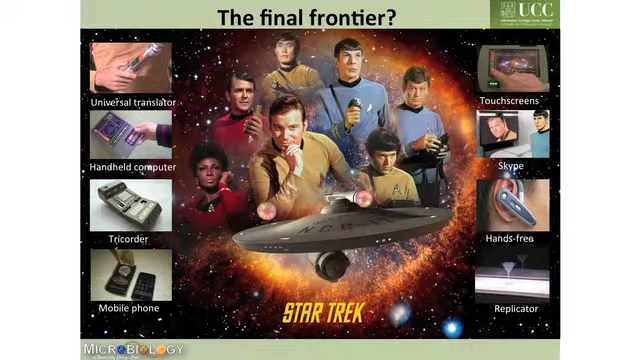 The final frontier?
UCC
Universal translator
Touchscreens
Handheld computer
Skype
Tricorder
Hands-free
Mobile phone
Replicator
NCC
STAR TREK
MICROBIOLOGY